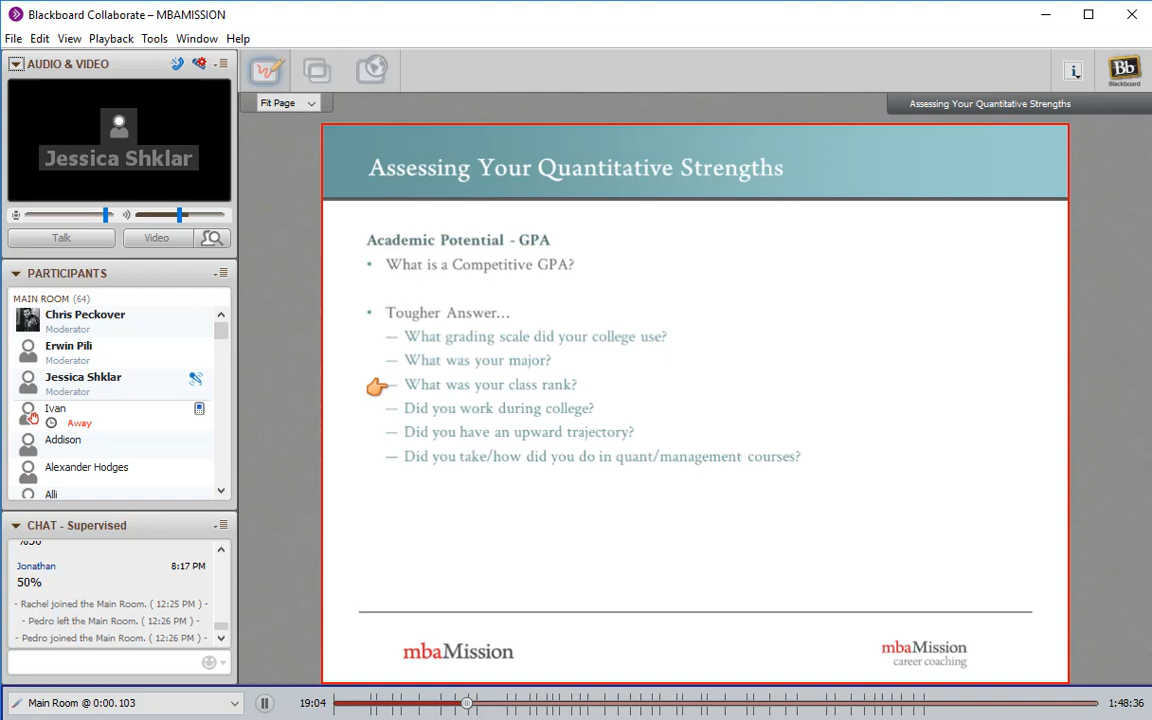 Blackboard Collaborate – MBAMISSION
File Edit View Playback Tools Window Help
AUDIO & VIDEO
Jessica Shklar
Talk
Video
PARTICIPANTS
MAIN ROOM (64)
Chris Peckover
Moderator
Erwin Pili
Moderator
Jessica Shklar
Moderator
Ivan
Away
Addison
Alexander Hodges
Alli
CHAT - Supervised
%50
Jonathan 8:17 PM
50%
- Rachel joined the Main Room. ( 12:25 PM ) -
- Pedro left the Main Room. ( 12:26 PM ) -
- Pedro joined the Main Room. ( 12:26 PM ) -
Fit Page
i
Bb
Blackboard
Assessing Your Quantitative Strengths
Assessing Your Quantitative Strengths
Academic Potential - GPA
• What is a Competitive GPA?
• Tougher Answer...
— What grading scale did your college use?
— What was your major?
— What was your class rank?
— Did you work during college?
— Did you have an upward trajectory?
— Did you take/how did you do in quant/management courses?
mbaMission
mbaMission
career coaching
Main Room @ 0:00.103
19:04
1:48:36